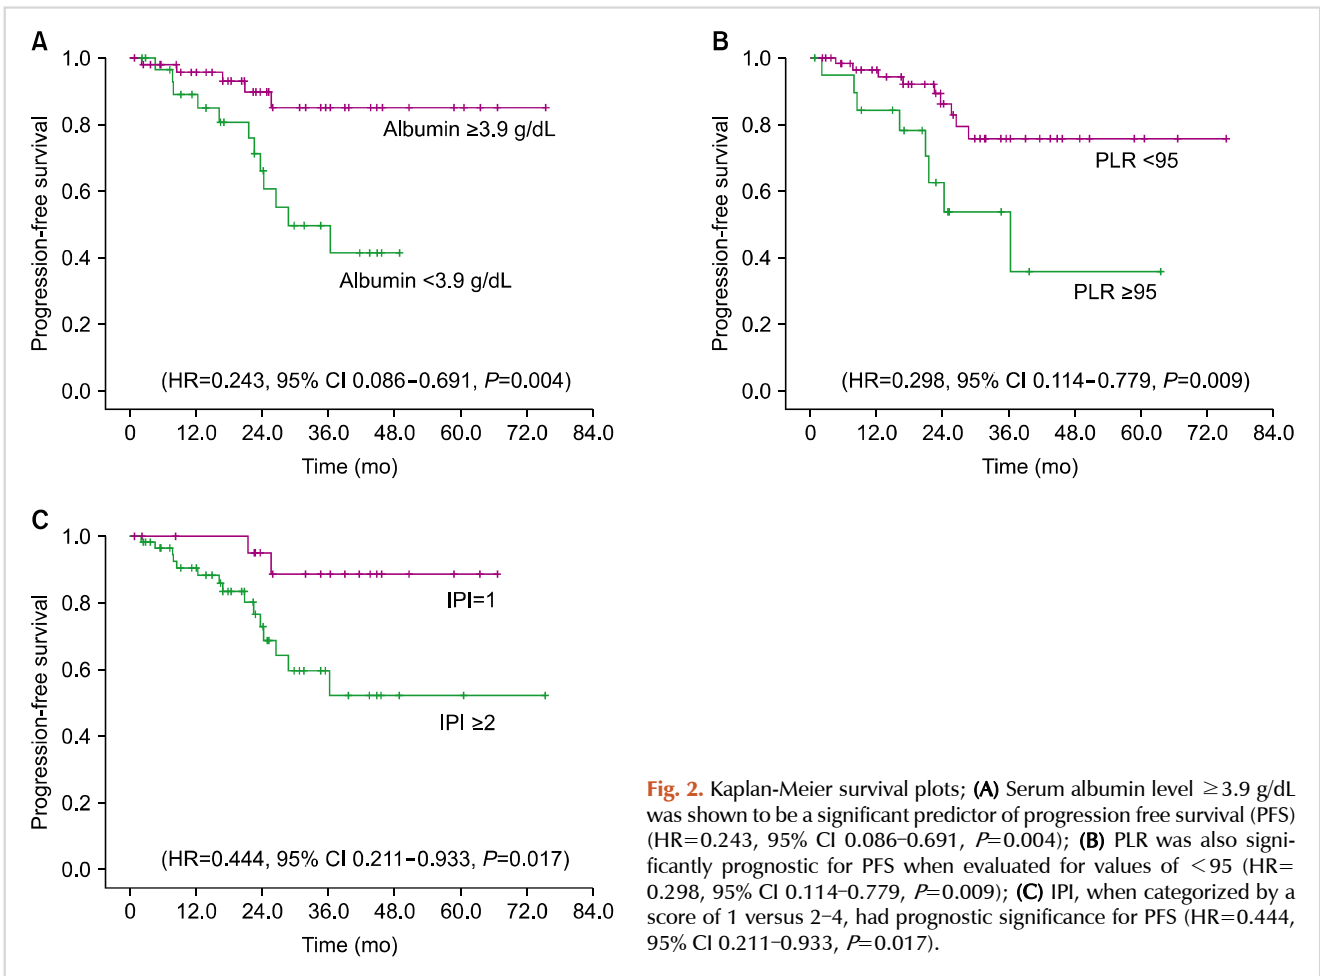 A
1.0
0.8
0.6
0.4
0.2
0.0
Progression-free survival
Albumin ≥3.9 g/dL
Albumin <3.9 g/dL
(HR=0.243, 95% CI 0.086–0.691, P=0.004)
0 12.0 24.0 36.0 48.0 60.0 72.0 84.0
Time (mo)
B
1.0
0.8
0.6
0.4
0.2
0.0
Progression-free survival
PLR <95
PLR ≥95
(HR=0.298, 95% CI 0.114–0.779, P=0.009)
0 12.0 24.0 36.0 48.0 60.0 72.0 84.0
Time (mo)
C
1.0
0.8
0.6
0.4
0.2
0.0
Progression-free survival
IPI=1
IPI ≥2
(HR=0.444, 95% CI 0.211–0.933, P=0.017)
0 12.0 24.0 36.0 48.0 60.0 72.0 84.0
Time (mo)
Fig. 2. Kaplan-Meier survival plots; (A) Serum albumin level ≥3.9 g/dL
was shown to be a significant predictor of progression free survival (PFS)
(HR=0.243, 95% CI 0.086–0.691, P=0.004); (B) PLR was also signi-
ficantly prognostic for PFS when evaluated for values of <95 (HR=
0.298, 95% CI 0.114–0.779, P=0.009); (C) IPI, when categorized by a
score of 1 versus 2–4, had prognostic significance for PFS (HR=0.444,
95% CI 0.211–0.933, P=0.017).